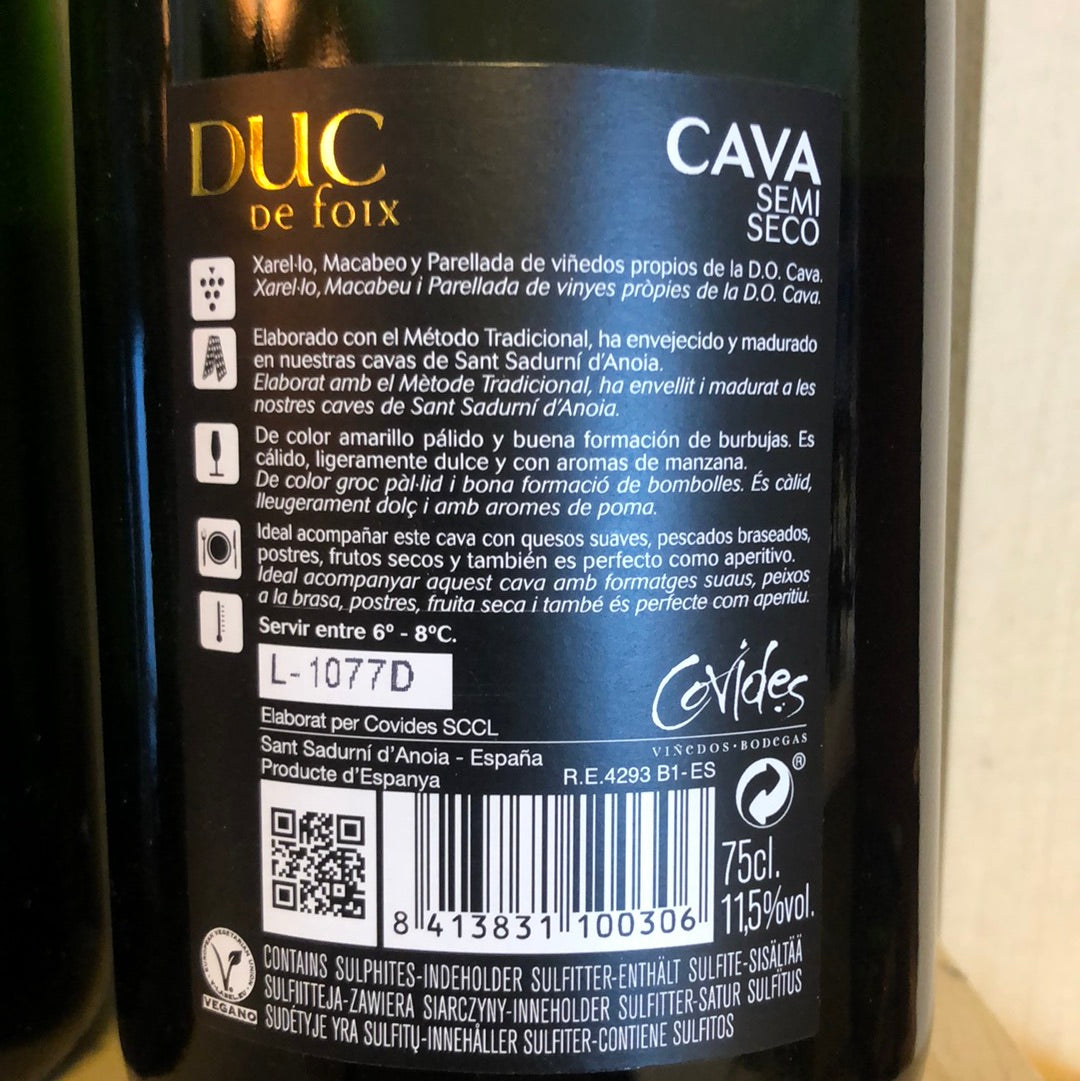 DUC
De foix
CAVA
SEMI
SECO
Xarel·lo, Macabeo y Parellada de viñedos propios de la D.O. Cava.
Xarel·lo, Macabeu i Parellada de vinyes pròpies de la D.O. Cava.
Elaborado con el Método Tradicional, ha envejecido y madurado
en nuestras cavas de Sant Sadurní d'Anoia.
Elaborat amb el Mètode Tradicional, ha envellit i madurat a les
nostres caves de Sant Sadurní d'Anoia.
De color amarillo pálido y buena formación de burbujas. Es
cálido, ligeramente dulce y con aromas de manzana.
De color groc pàl·lid i bona formació de bombolles. És càlid,
lleugerament dolç i amb aromes de poma.
Ideal acompañar este cava con quesos suaves, pescados braseados,
postres, frutos secos y también es perfecto como aperitivo.
Ideal acompanyar aquest cava amb formatges suaus, peixos
a la brasa, postres, fruita seca i també és perfecte com aperitiu.
Servir entre 6º - 8ºC.
L-1077D
Covides
VIÑEDOS·BODEGAS
Elaborat per Covides SCCL
Sant Sadurní d'Anoia - España
Producte d'Espanya
R.E.4293 B1-ES
®
8 413831 100306
75cl.
11,5%vol.
EUROPEAN VEGETARIAN UNION
VEGANO
CONTAINS SULPHITES-INDEHOLDER SULFITTER-ENTHÄLT SULFITE-SISÄLTÄÄ
SULFIITTEJA-ZAWIERA SIARCZYNY-INNEHOLDER SULFITTER-SATUR SULFĪTUS
SUDĖTYJE YRA SULFITŲ-INNEHÅLLER SULFITER-CONTIENE SULFITOS